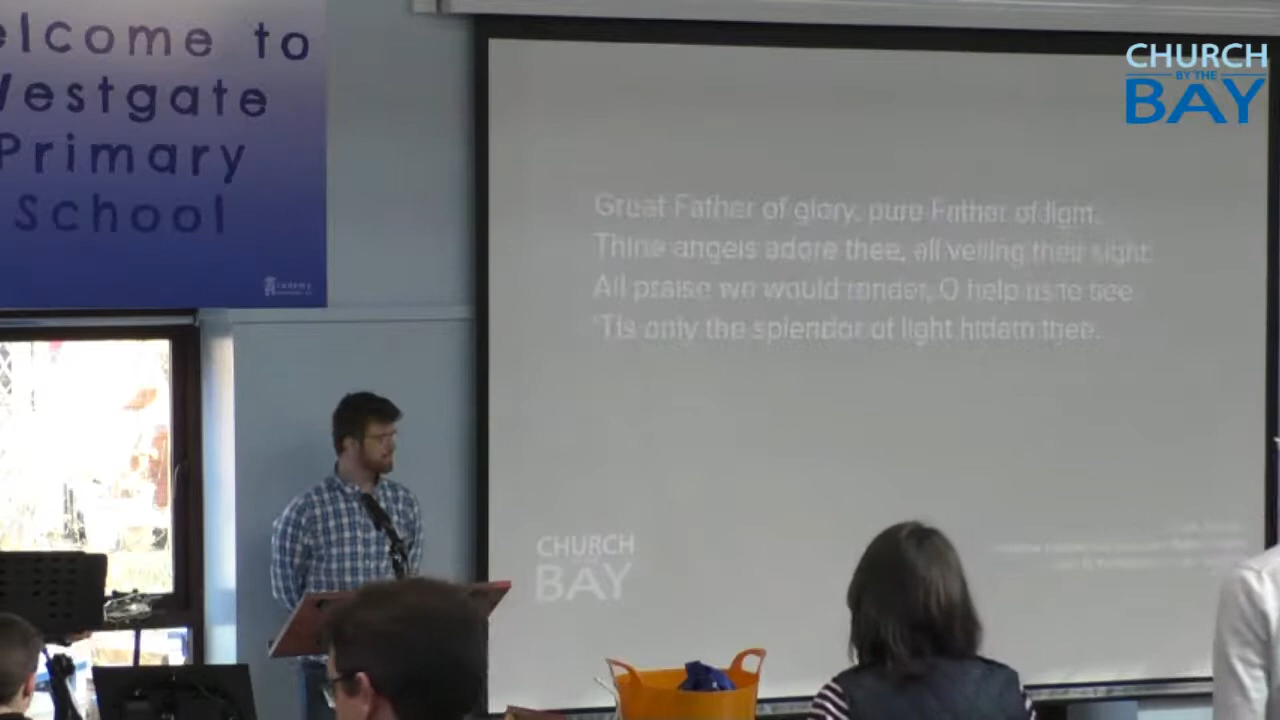 elcome to
Westgate
Primary
School
CHURCH
BY THE
BAY
Great Father of glory, pure Father of light,
Thine angels adore thee, all veiling their sight
All praise we would render, O help us to see
'Tis only the splendor of light hideth thee.
CHURCH
BAY